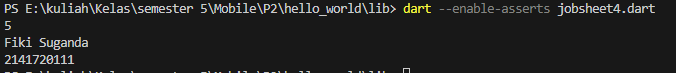 PS E:\kuliah\Kelas\semester 5\Mobile\P2\hello_world\lib> dart --enable-asserts jobsheet4.dart
5
Fiki Suganda
2141720111